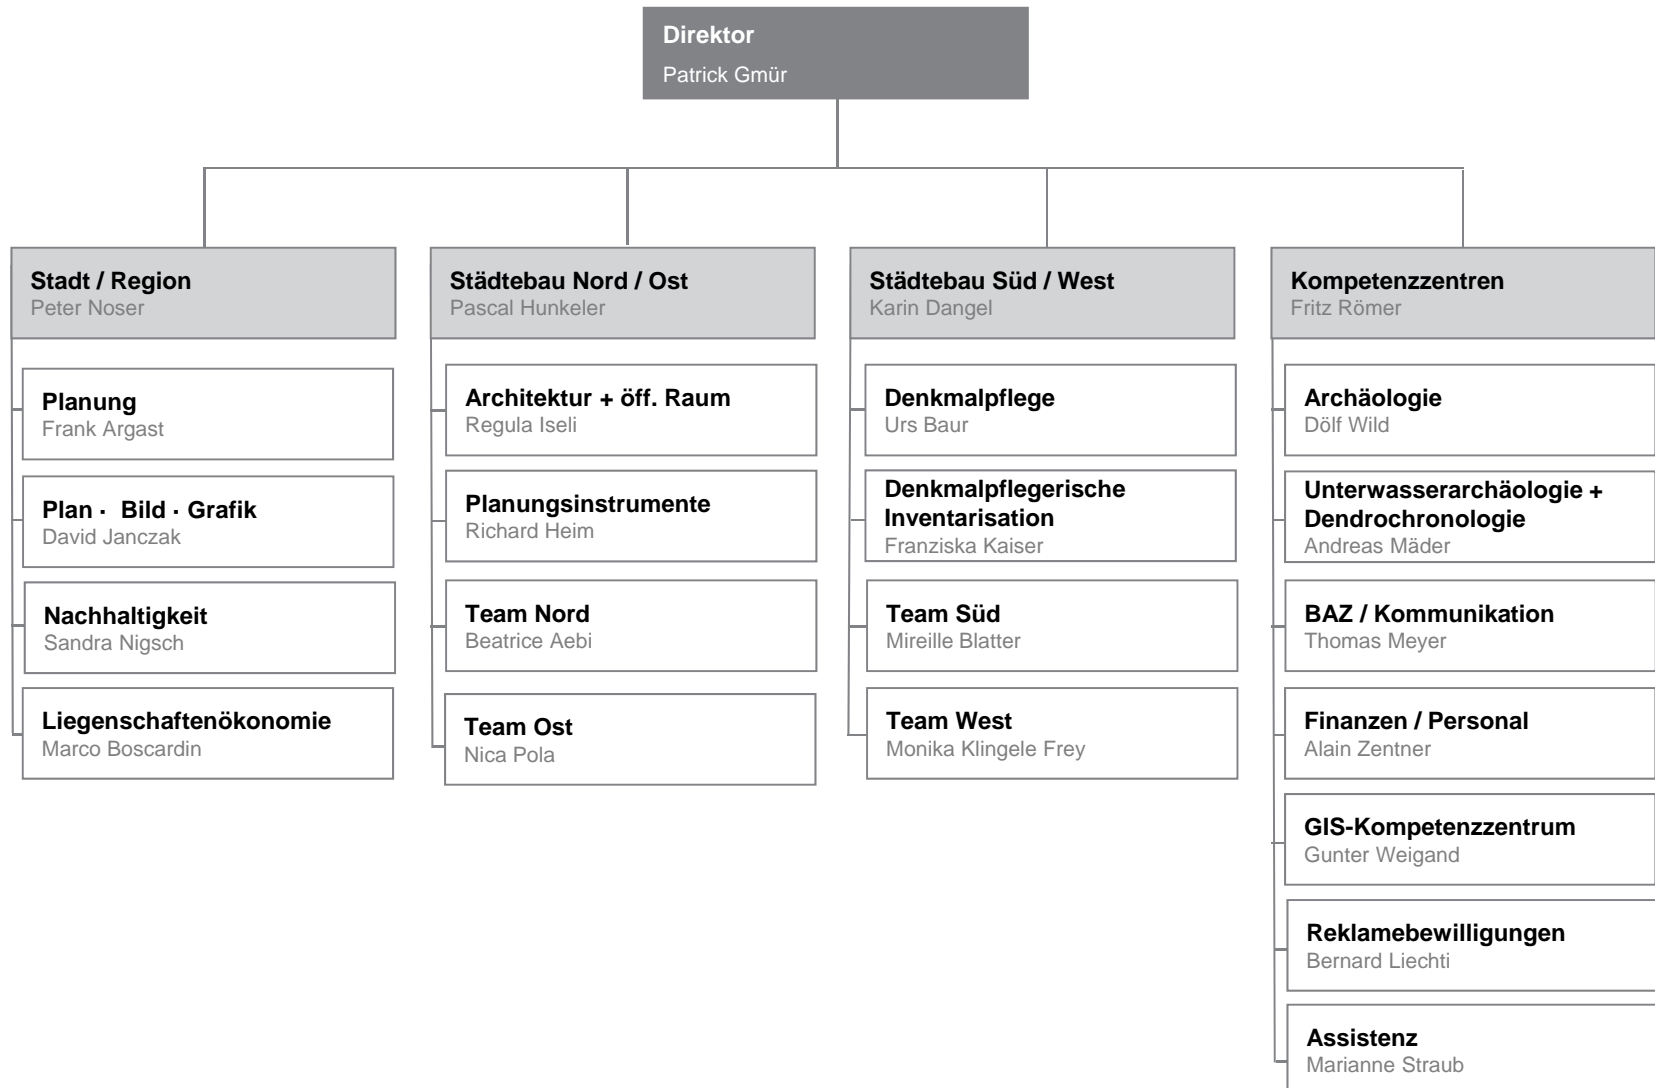 Direktor
Patrick Gmür
Stadt / Region
Peter Noser
Planung
Frank Argast
Plan · Bild · Grafik
David Janczak
Nachhaltigkeit
Sandra Nigsch
Liegenschaftenökonomie
Marco Boscardin
Städtebau Nord / Ost
Pascal Hunkeler
Architektur + öff. Raum
Regula Iseli
Planungsinstrumente
Richard Heim
Team Nord
Beatrice Aebi
Team Ost
Nica Pola
Städtebau Süd / West
Karin Dangel
Denkmalpflege
Urs Baur
Denkmalpflegerische
Inventarisation
Franziska Kaiser
Team Süd
Mireille Blatter
Team West
Monika Klingele Frey
Kompetenzzentren
Fritz Römer
Archäologie
Dölf Wild
Unterwasserarchäologie +
Dendrochronologie
Andreas Mäder
BAZ / Kommunikation
Thomas Meyer
Finanzen / Personal
Alain Zentner
GIS-Kompetenzzentrum
Gunter Weigand
Reklamebewilligungen
Bernard Liechti
Assistenz
Marianne Straub